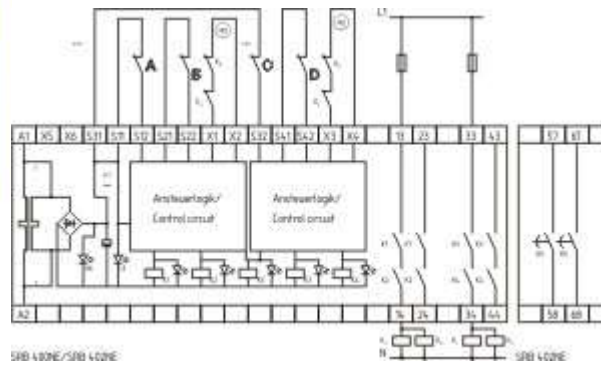 L1
A B C D
A1 X5 X6 S31 S11 S12 S21 S22 X1 X2 S32 S41 S42 X3 X4 13 23 33 43 57 67
Ansteuerlogik/
Control circuit
Ansteuerlogik/
Control circuit
A2 14 24 34 44 58 68
N
SRB 400NE/SRB 402NE SRB 402NE